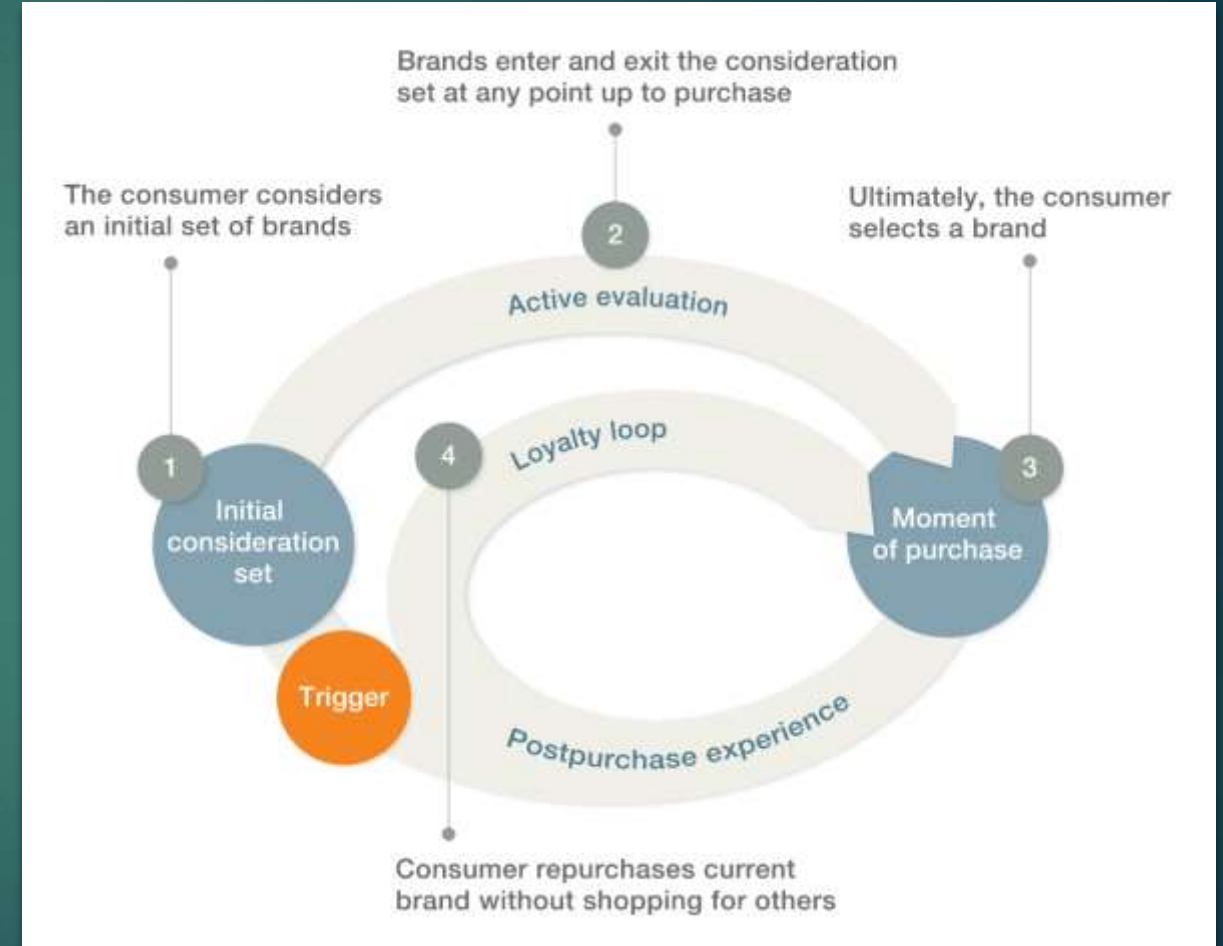 Brands enter and exit the consideration
set at any point up to purchase
The consumer considers
an initial set of brands
Ultimately, the consumer
selects a brand
2
Active evaluation
1
4
Loyalty loop
3
Initial
consideration
set
Moment
of purchase
Trigger
Postpurchase experience
Consumer repurchases current
brand without shopping for others